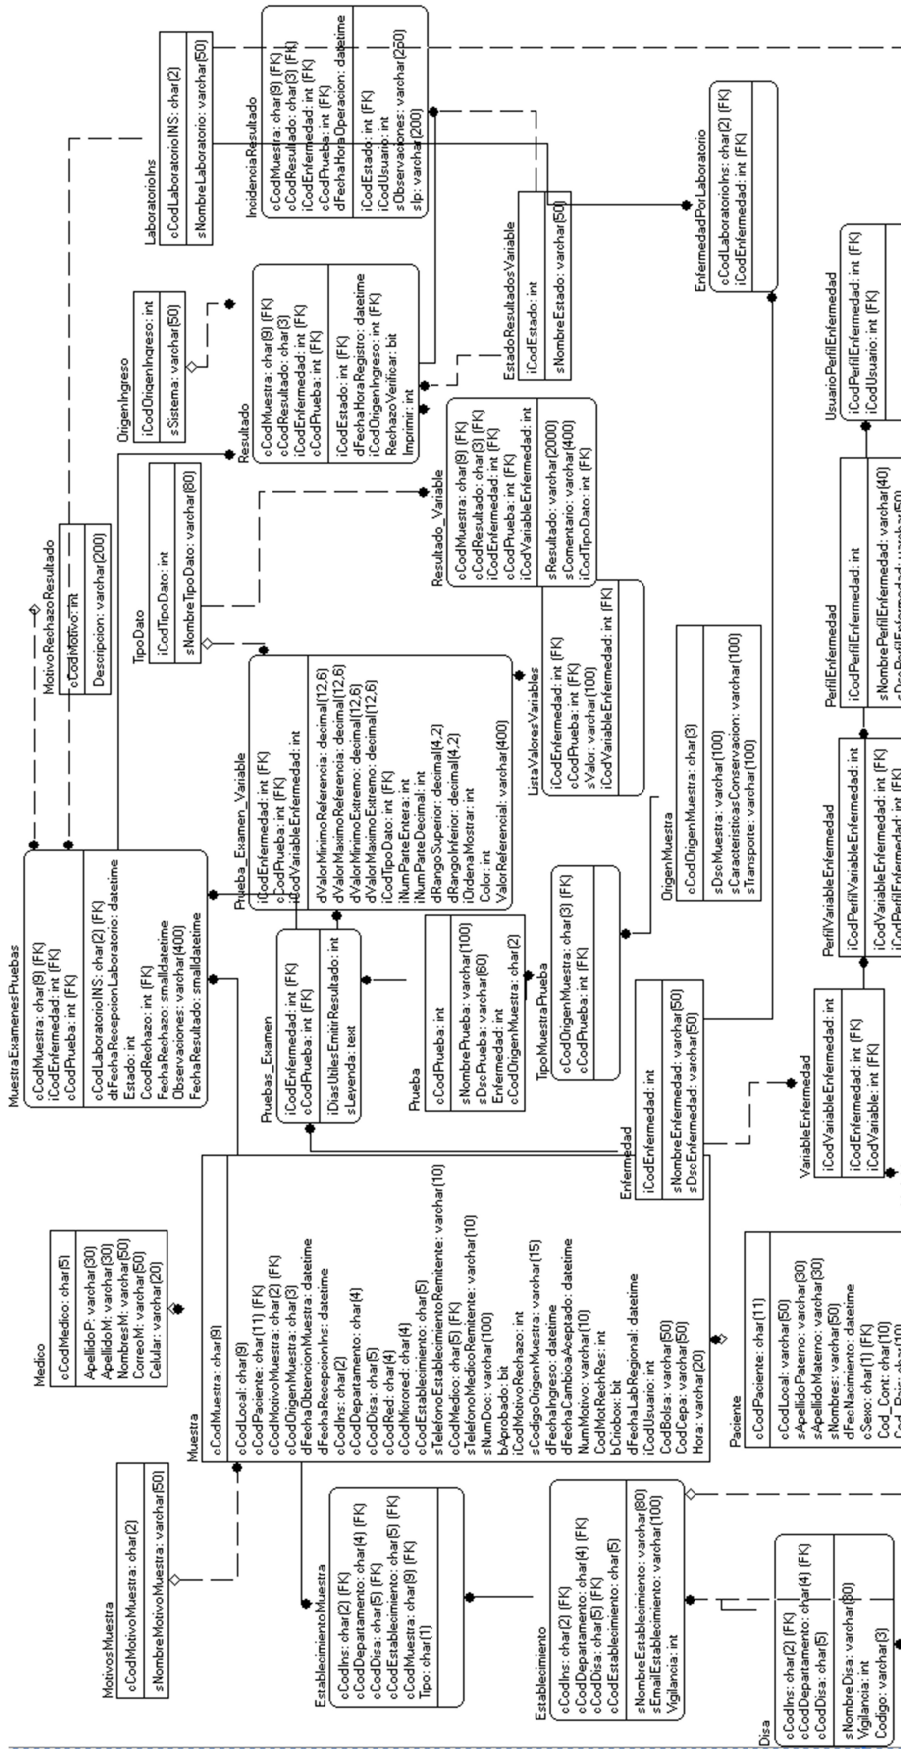 MotivosMuestra
cCodMotivoMuestra: char(2)
sNombreMotivoMuestra: varchar(50)
Medico
cCodMedico: char(5)
ApellidoP: varchar(30)
ApellidoM: varchar(30)
NombresM: varchar(50)
CorreoM: varchar(50)
Celular: varchar(20)
MuestraExamenesPruebas
cCodMuestra: char(9) (FK)
iCodEnfermedad: int (FK)
cCodPrueba: int (FK)
cCodLaboratorioINS: char(2) (FK)
dfFechaRecepcionLaboratorio: datetime
Estado: int
CcodRechazo: int (FK)
FechaRechazo: smalldatetime
Observaciones: varchar(400)
FechaResultado: smalldatetime
MotivoRechazoResultado
cCodMotivo: int
Descripcion: varchar(200)
LaboratorioIns
cCodLaboratorioINS: char(2)
sNombreLaboratorio: varchar(50)
OrigenIngreso
iCodOrigenIngreso: int
sSistema: varchar(50)
TipoDato
iCodTipoDato: int
sNombreTipoDato: varchar(80)
IncidenciaResultado
cCodMuestra: char(9) (FK)
cCodResultado: char(3) (FK)
iCodEnfermedad: int (FK)
cCodPrueba: int (FK)
dFechaHoraOperacion: datetime
iCodEstado: int (FK)
iCodUsuario: int
sObservaciones: varchar(250)
sIp: varchar(200)
Resultado
cCodMuestra: char(9) (FK)
cCodResultado: char(3)
iCodEnfermedad: int (FK)
cCodPrueba: int (FK)
iCodEstado: int (FK)
dfFechaHoraRegistro: datetime
iCodOrigenIngreso: int (FK)
RechazoVerificar: bit
Imprimir: int
Muestra
cCodMuestra: char(9)
cCodLocal: char(9)
cCodPaciente: char(11) (FK)
cCodMotivoMuestra: char(2) (FK)
cCodOrigenMuestra: char(3)
dFechaObtencionMuestra: datetime
dFechaRecepcionIns: datetime
cCodIns: char(2)
cCodDepartamento: char(4)
cCodDisa: char(5)
cCodRed: char(4)
cCodMicrored: char(4)
cCodEstablecimiento: char(5)
sTelefonoEstablecimientoRemitente: varchar(10)
cCodMedico: char(5) (FK)
sTelefonoMedicoRemitente: varchar(10)
sNumDoc: varchar(100)
bAprobado: bit
iCodMotivoRechazo: int
sCodigoOrigenMuestra: varchar(15)
dFechaIngreso: datetime
dFechaCambioaAceptado: datetime
NumMotivo: varchar(10)
CodMotRechRes: int
bCriobox: bit
dFechaLabRegional: datetime
iCodUsuario: int
CodBolsa: varchar(50)
CodCepa: varchar(50)
Hora: varchar(20)
Pruebas_Examen
iCodEnfermedad: int (FK)
cCodPrueba: int (FK)
iDiasUtilesEmitirResultado: int
sLeyenda: text
Prueba_Examen_Variable
iCodEnfermedad: int (FK)
cCodPrueba: int (FK)
iCodVariableEnfermedad: int
dValorMinimoReferencia: decimal(12,6)
dValorMaximoReferencia: decimal(12,6)
dValorMinimoExtremo: decimal(12,6)
dValorMaximoExtremo: decimal(12,6)
iCodTipoDato: int (FK)
iNumParteEntera: int
iNumParteDecimal: int
dRangoSuperior: decimal(4,2)
dRangoInferior: decimal(4,2)
iOrdenaMostrar: int
Color: int
ValorReferencial: varchar(400)
Resultado_Variable
cCodMuestra: char(9) (FK)
cCodResultado: char(3) (FK)
iCodEnfermedad: int (FK)
cCodPrueba: int (FK)
iCodVariableEnfermedad: int
sResultado: varchar(2000)
sComentario: varchar(400)
iCodTipoDato: int (FK)
EstadoResultadosVariable
iCodEstado: int
sNombreEstado: varchar(50)
EstablecimientoMuestra
cCodIns: char(2) (FK)
cCodDepartamento: char(4) (FK)
cCodDisa: char(5) (FK)
cCodEstablecimiento: char(5) (FK)
cCodMuestra: char(9) (FK)
Tipo: char(1)
Prueba
cCodPrueba: int
sNombrePrueba: varchar(100)
sDscPrueba: varchar(60)
Enfermedad: int
cCodOrigenMuestra: char(2)
ListaValoresVariables
iCodEnfermedad: int (FK)
cCodPrueba: int (FK)
sValor: varchar(100)
iCodVariableEnfermedad: int (FK)
TipoMuestraPrueba
cCodOrigenMuestra: char(3) (FK)
cCodPrueba: int (FK)
OrigenMuestra
cCodOrigenMuestra: char(3)
sDscMuestra: varchar(100)
sCaracteristicasConservacion: varchar(100)
sTransporte: varchar(100)
EnfermedadPorLaboratorio
cCodLaboratorioIns: char(2) (FK)
iCodEnfermedad: int (FK)
Establecimiento
cCodIns: char(2) (FK)
cCodDepartamento: char(4) (FK)
cCodDisa: char(5) (FK)
cCodEstablecimiento: char(5)
sNombreEstablecimiento: varchar(80)
sEmailEstablecimiento: varchar(100)
Vigilancia: int
Enfermedad
iCodEnfermedad: int
sNombreEnfermedad: varchar(50)
sDscEnfermedad: varchar(50)
Disa
cCodIns: char(2) (FK)
cCodDepartamento: char(4) (FK)
cCodDisa: char(5)
sNombreDisa: varchar(80)
Vigilancia: int
Codigo: varchar(3)
Paciente
cCodPaciente: char(11)
cCodLocal: varchar(50)
sApellidoPaterno: varchar(30)
sApellidoMaterno: varchar(30)
sNombres: varchar(50)
dFecNacimiento: datetime
cSexo: char(1) (FK)
Cod_Cont: char(10)
VariableEnfermedad
iCodVariableEnfermedad: int
iCodEnfermedad: int (FK)
iCodVariable: int (FK)
PerfilVariableEnfermedad
iCodPerfilVariableEnfermedad: int
iCodVariableEnfermedad: int (FK)
iCodPerfilEnfermedad: int (FK)
PerfilEnfermedad
iCodPerfilEnfermedad: int
sNombrePerfilEnfermedad: varchar(40)
UsuarioPerfilEnfermedad
iCodPerfilEnfermedad: int (FK)
iCodUsuario: int (FK)